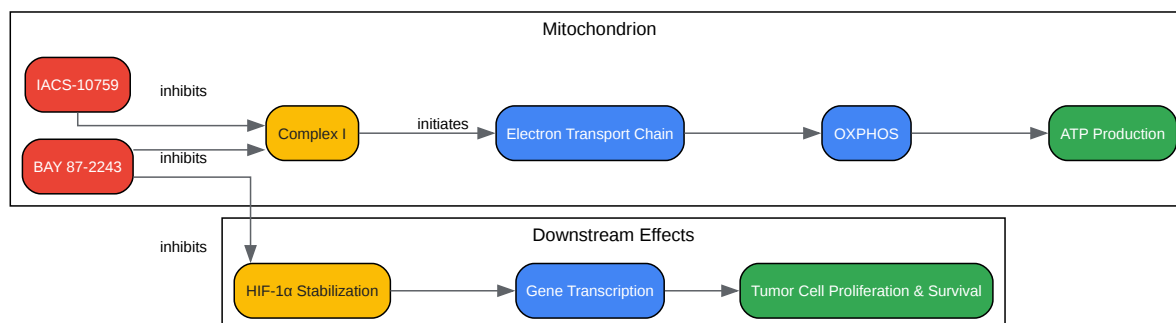 Mitochondrion
IACS-10759
inhibits
Complex I
initiates
Electron Transport Chain
OXPHOS
ATP Production
BAY 87-2243
inhibits
Downstream Effects
inhibits
HIF-1α Stabilization
Gene Transcription
Tumor Cell Proliferation & Survival